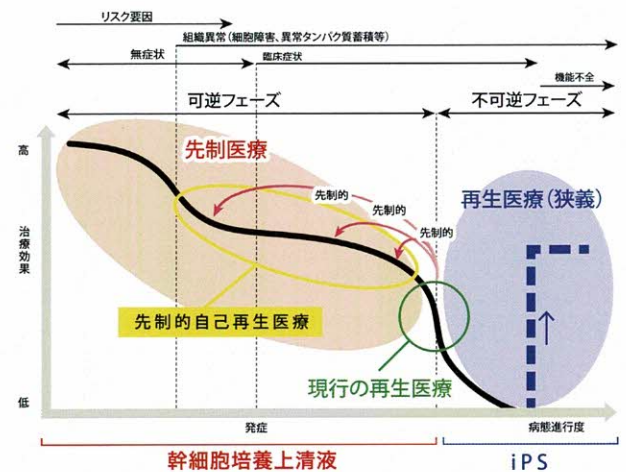 リスク要因
組織異常(細胞障害、異常タンパク質蓄積等)
無症状
臨床症状
機能不全
可逆フェーズ
不可逆フェーズ
高
先制医療
先制的
先制的
先制的
再生医療(狭義)
治療効果
先制的自己再生医療
現行の再生医療
低
発症
病態進行度
幹細胞培養上清液
iPS